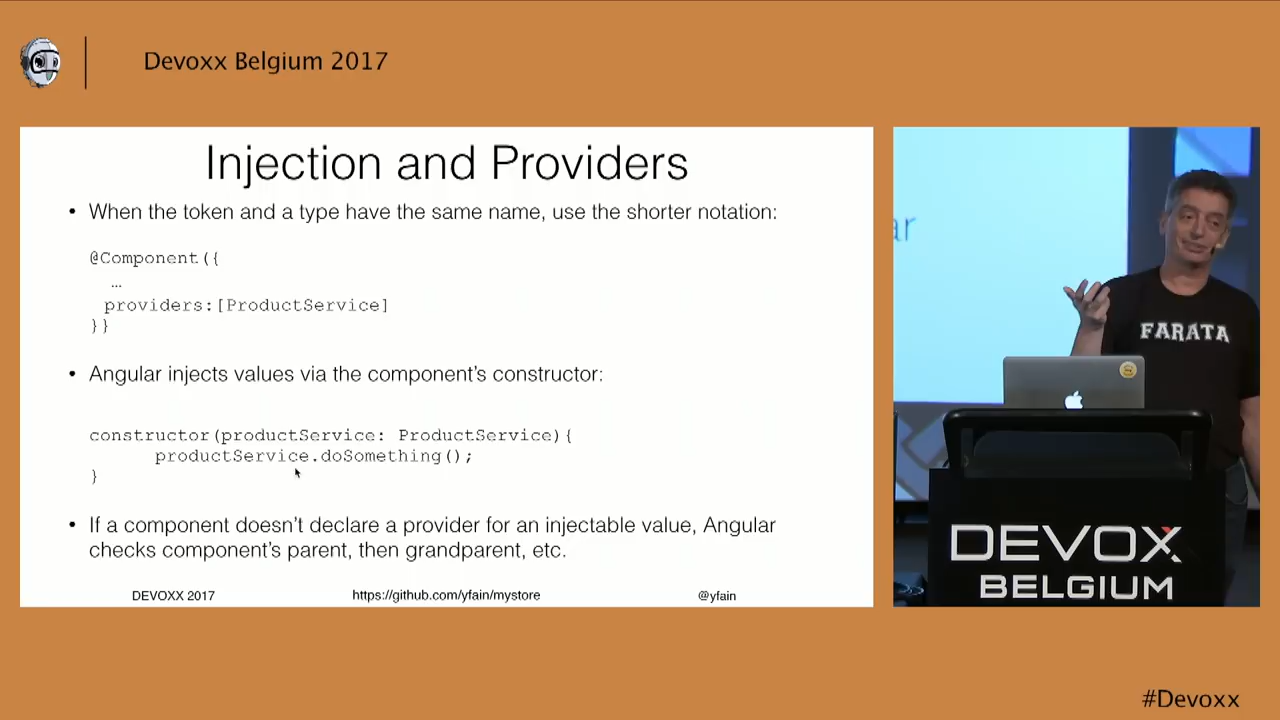 Devoxx Belgium 2017
Injection and Providers
• When the token and a type have the same name, use the shorter notation:
@Component({
…
providers:[ProductService]
}}
• Angular injects values via the component’s constructor:
constructor(productService: ProductService){
productService.doSomething();
}
• If a component doesn’t declare a provider for an injectable value, Angular
checks component’s parent, then grandparent, etc.
DEVOXX 2017
https://github.com/yfain/mystore
@yfain
ar
FARATA
DEVOXX
BELGIUM
#Devoxx